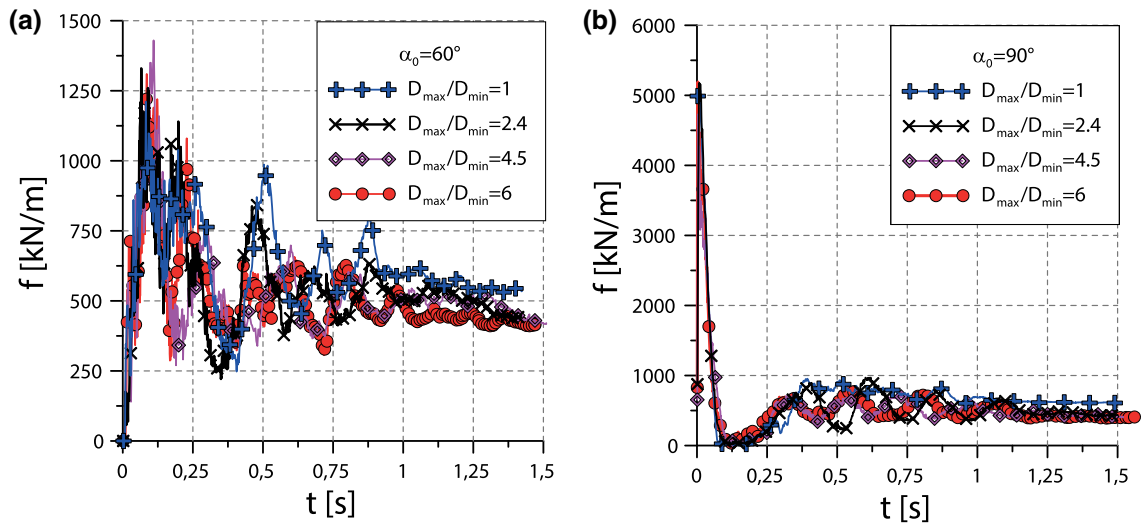 (a)
f [kN/m]
1500
1250
1000
750
500
250
0
0
0,25
0,5
0,75
1
1,25
1,5
t [s]
α₀=60°
Dmax/Dmin=1
Dmax/Dmin=2.4
Dmax/Dmin=4.5
Dmax/Dmin=6
(b)
f [kN/m]
6000
5000
4000
3000
2000
1000
0
0
0,25
0,5
0,75
1
1,25
1,5
t [s]
α₀=90°
Dmax/Dmin=1
Dmax/Dmin=2.4
Dmax/Dmin=4.5
Dmax/Dmin=6